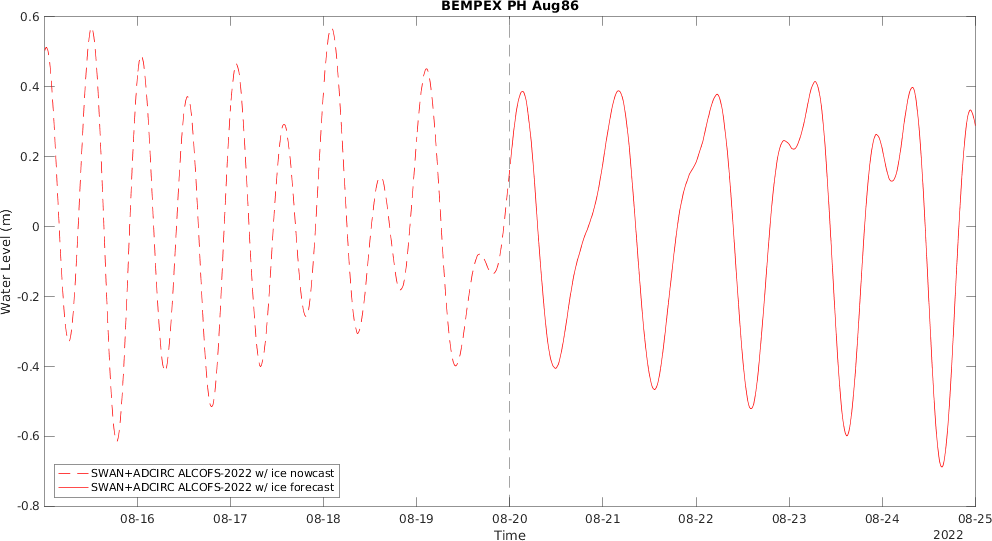 BEMPEX PH Aug86
0.6
0.4
0.2
0
-0.2
-0.4
-0.6
-0.8
Water Level (m)
SWAN+ADCIRC ALCOFS-2022 w/ ice nowcast
SWAN+ADCIRC ALCOFS-2022 w/ ice forecast
08-16 08-17 08-18 08-19 08-20 08-21 08-22 08-23 08-24 08-25
Time
2022